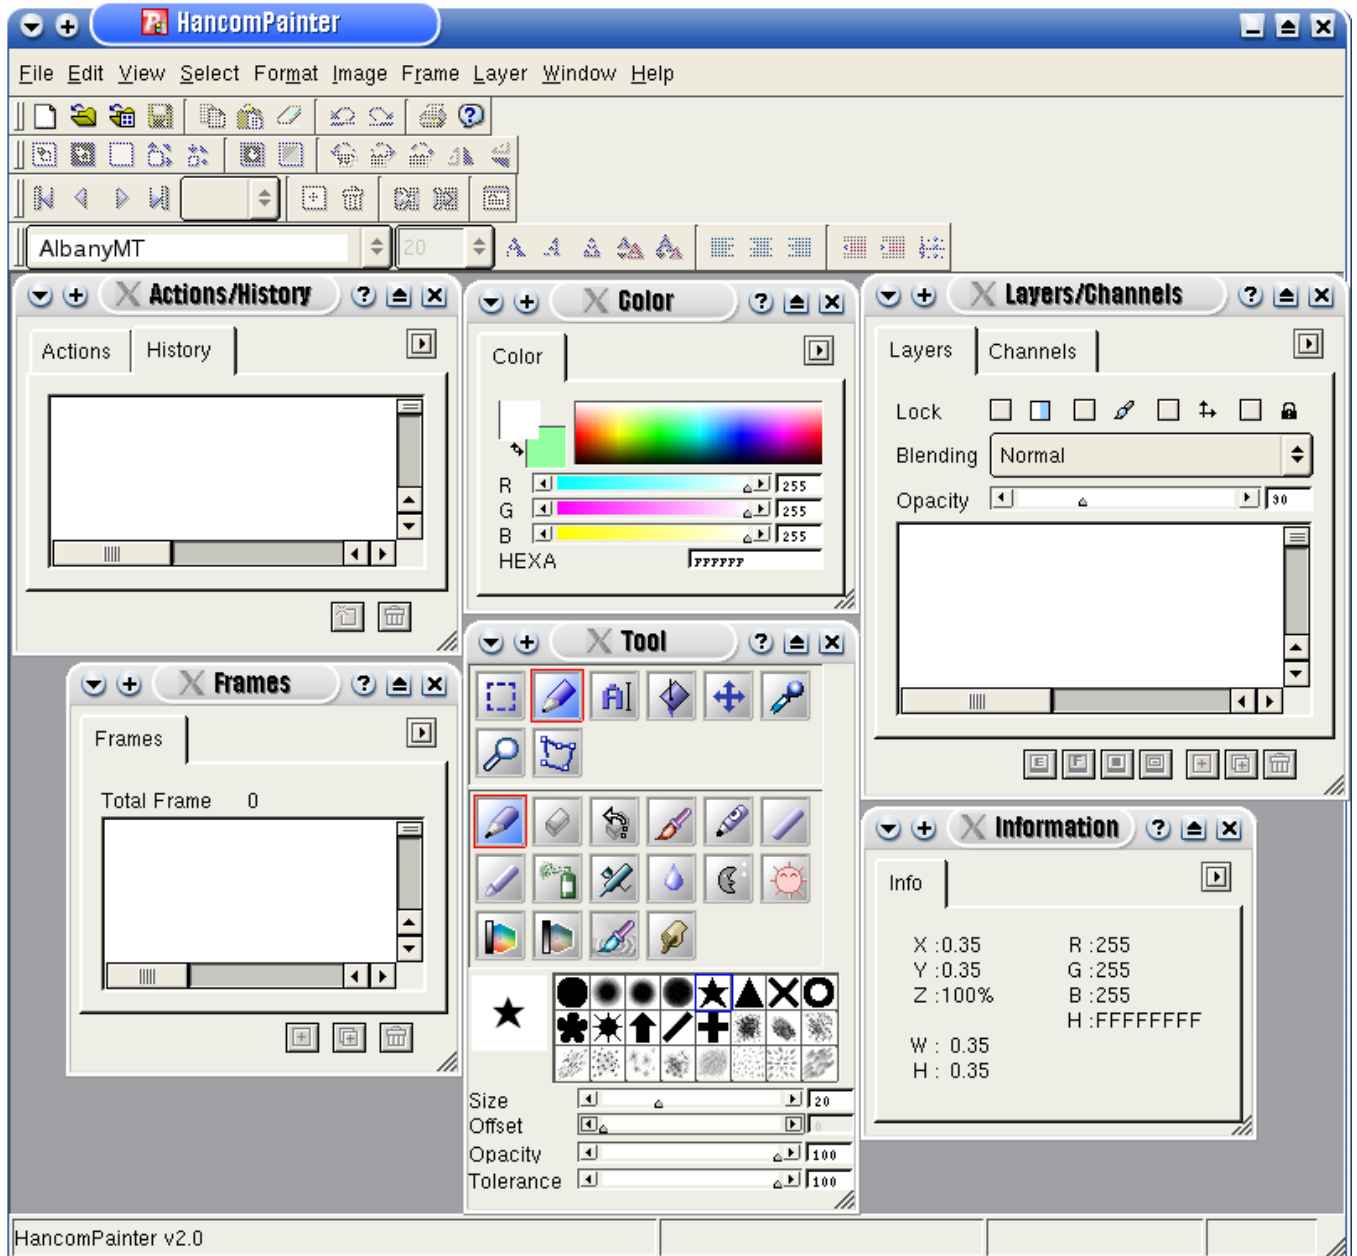 HancomPainter
File Edit View Select Format Image Frame Layer Window Help
AlbanyMT
20
Actions/History
Actions
History
Color
Color
R
255
G
255
B
255
HEXA
FFFFFF
Layers/Channels
Layers
Channels
Lock
Blending
Normal
Opacity
30
Frames
Frames
Total Frame 0
Tool
Size
20
Offset
0
Opacity
100
Tolerance
100
Information
Info
X :0.35
R :255
Y :0.35
G :255
Z :100%
B :255
H :FFFFFFFF
W : 0.35
H : 0.35
HancomPainter v2.0